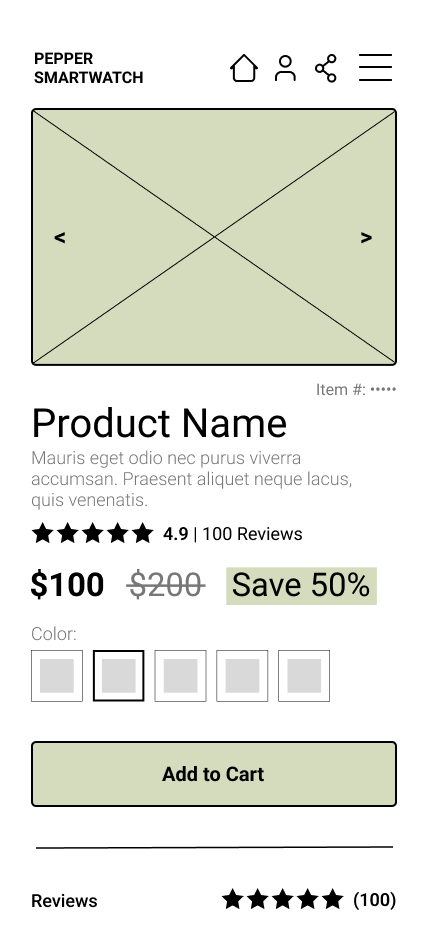 PEPPER
SMARTWATCH
< >
Item #: •••••
Product Name
Mauris eget odio nec purus viverra
accumsan. Praesent aliquet neque lacus,
quis venenatis.
4.9 | 100 Reviews
$100 $200 Save 50%
Color:
Add to Cart
Reviews (100)